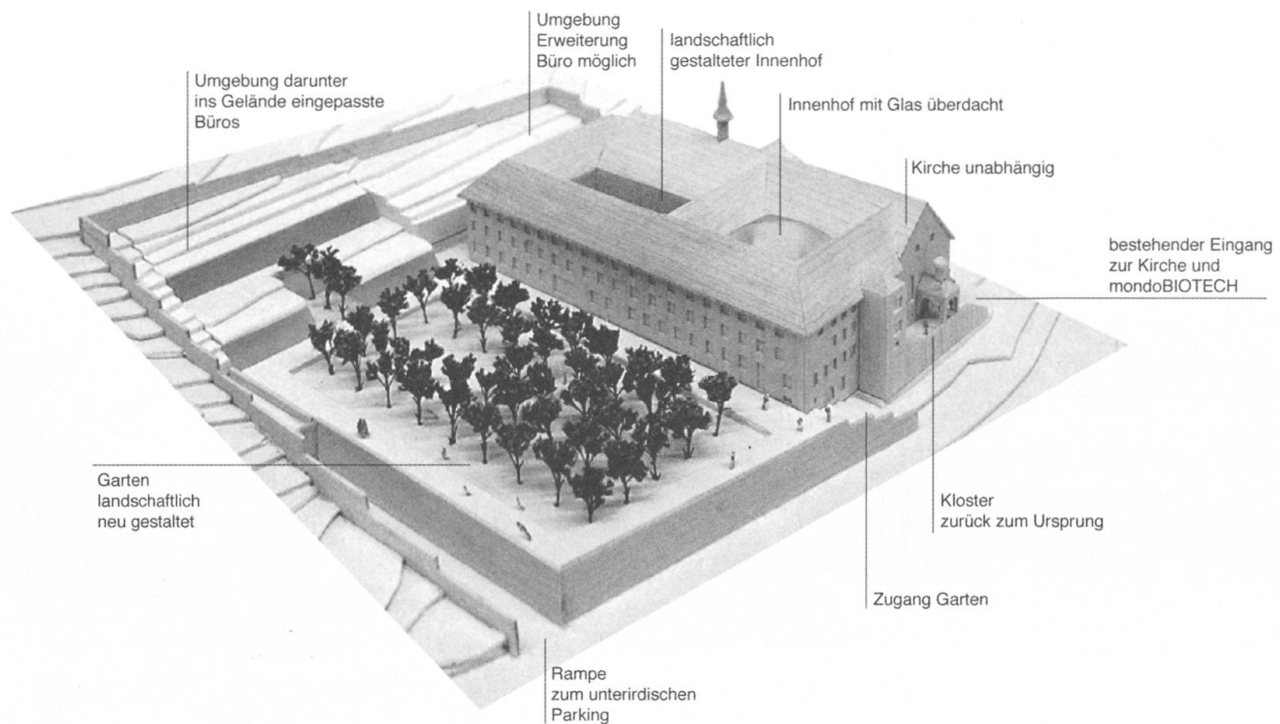 Umgebung
Erweiterung
Büro möglich
landschaftlich
gestalteter Innenhof
Umgebung darunter
ins Gelände eingepasste
Büros
Innenhof mit Glas überdacht
Kirche unabhängig
bestehender Eingang
zur Kirche und
mondoBIOTECH
Garten
landschaftlich
neu gestaltet
Kloster
zurück zum Ursprung
Zugang Garten
Rampe
zum unterirdischen
Parking